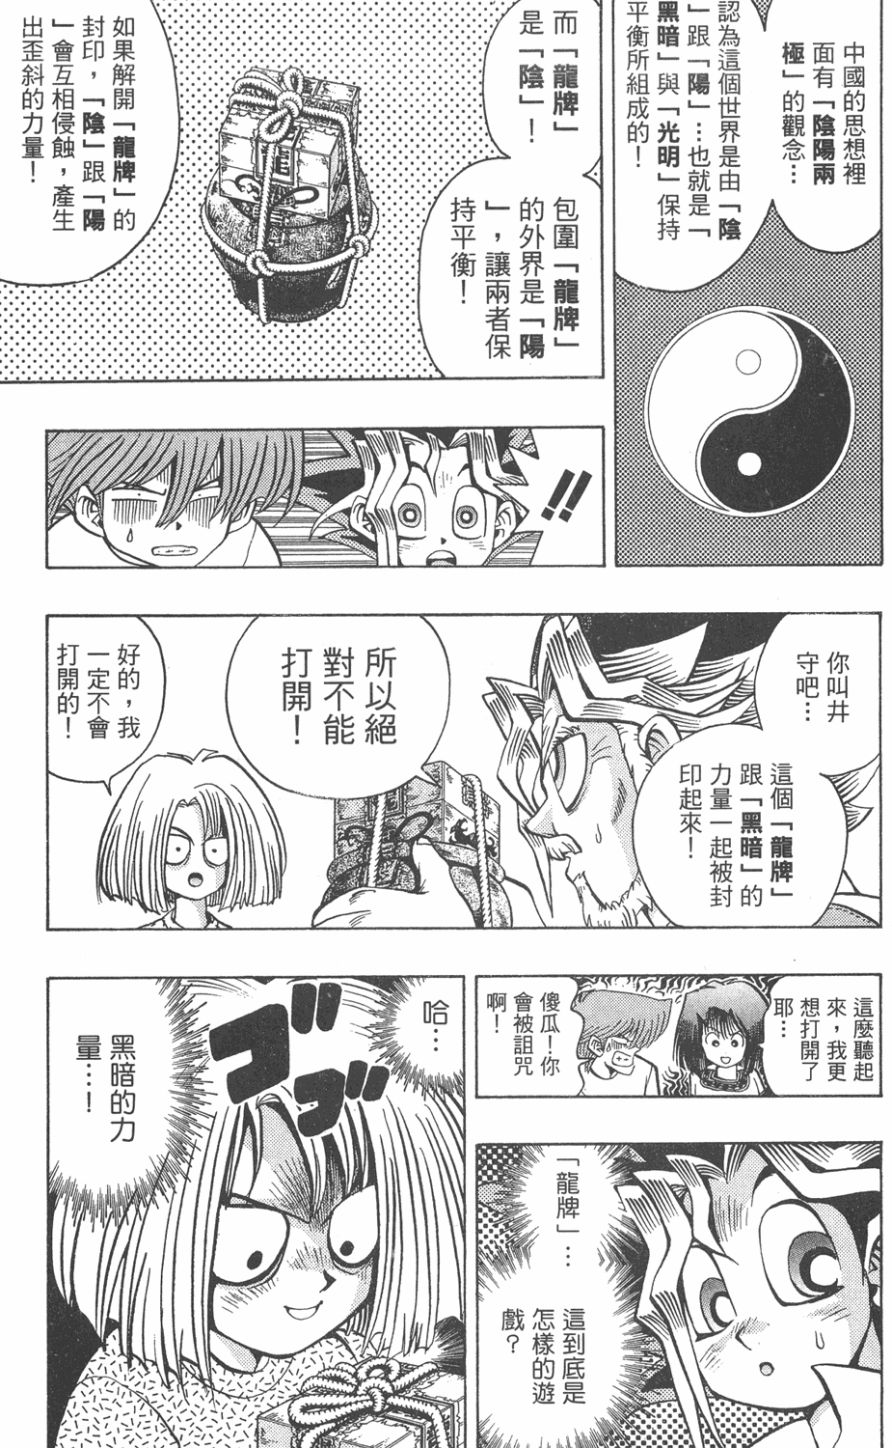 中國的思想裡
面有「陰陽兩
極」的觀念…
認為這個世界是由「陰
」跟「陽」…也就是「
黑暗」與「光明」保持
平衡所組成的！
而「龍牌」
是「陰」！
包圍「龍牌」
的外界是「陽
」，讓兩者保
持平衡！
如果解開「龍牌」的
封印，「陰」跟「陽
」會互相侵蝕，產生
出歪斜的力量！
!!
你叫井
守吧…
這個「龍牌」
跟「黑暗」的
力量一起被封
印起來！
所以絕
對不能
打開！
好的，我
一定不會
打開的！
這麼聽起
來，我更
想打開了
耶…
傻瓜！你
會被詛咒
啊！
「龍牌」…
這到底是
怎樣的遊
戲？
哈…
ゴゴ
黑暗的力
量…！